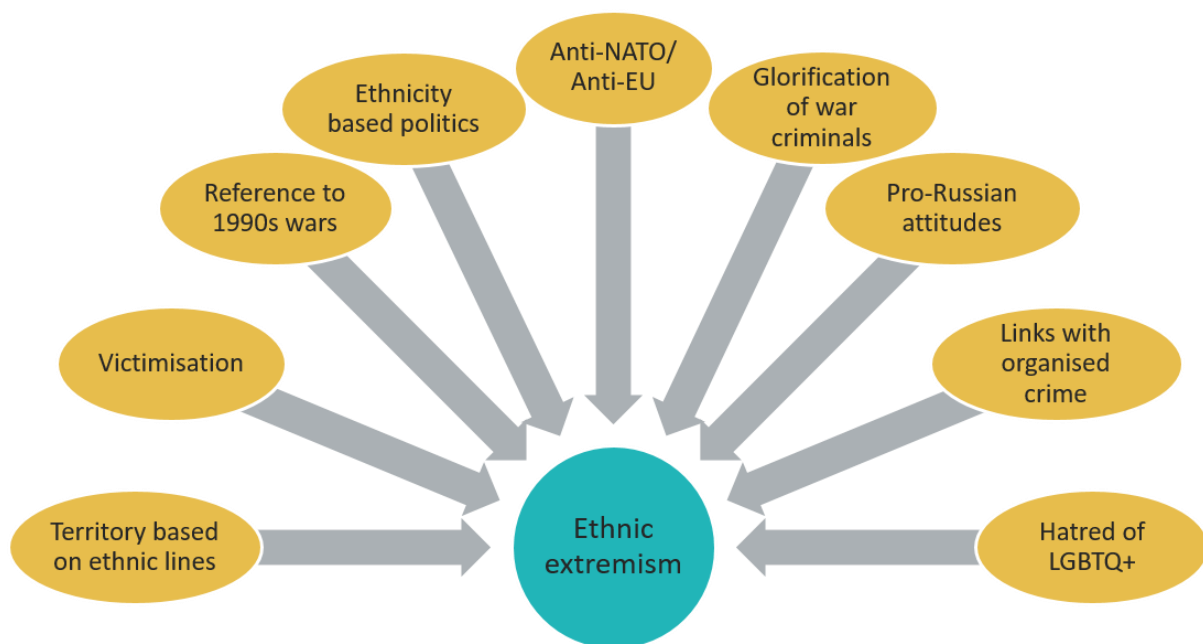 Anti-NATO/
Anti-EU
Ethnicity
based politics
Glorification
of war
criminals
Reference to
1990s wars
Pro-Russian
attitudes
Victimisation
Links with
organised
crime
Territory based
on ethnic lines
Ethnic
extremism
Hatred of
LGBTQ+